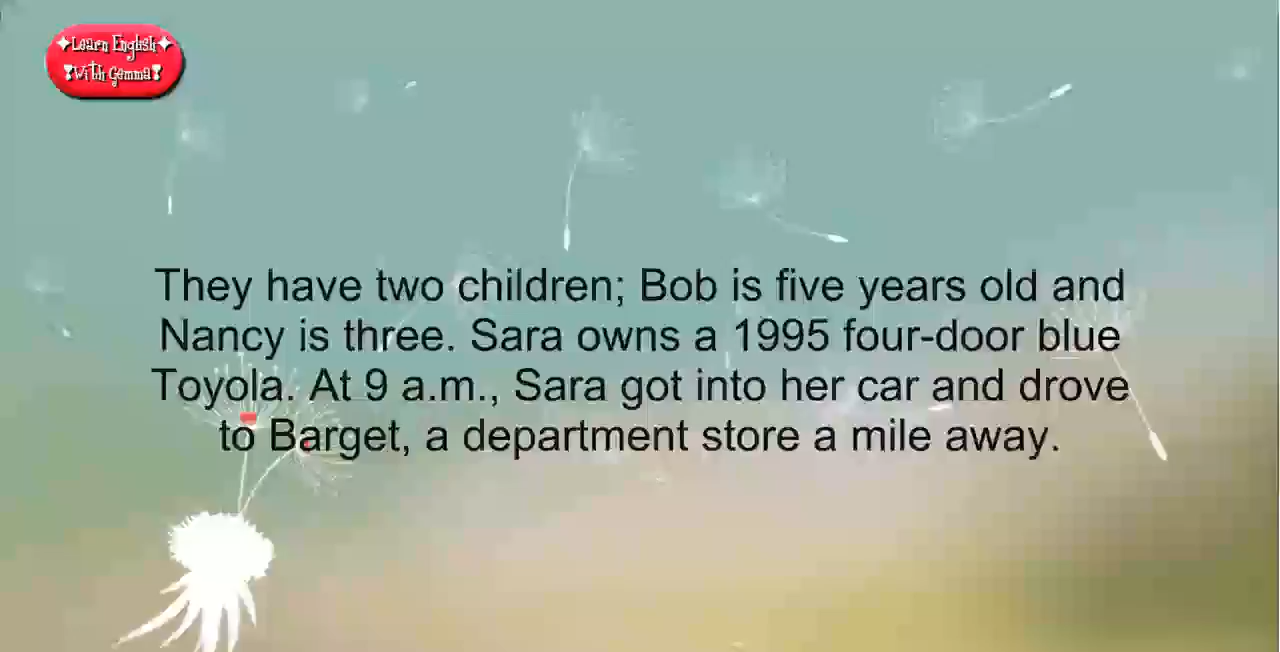 ✦Learn English✦
❣With Gemma❣
They have two children; Bob is five years old and
Nancy is three. Sara owns a 1995 four-door blue
Toyola. At 9 a.m., Sara got into her car and drove
to Barget, a department store a mile away.